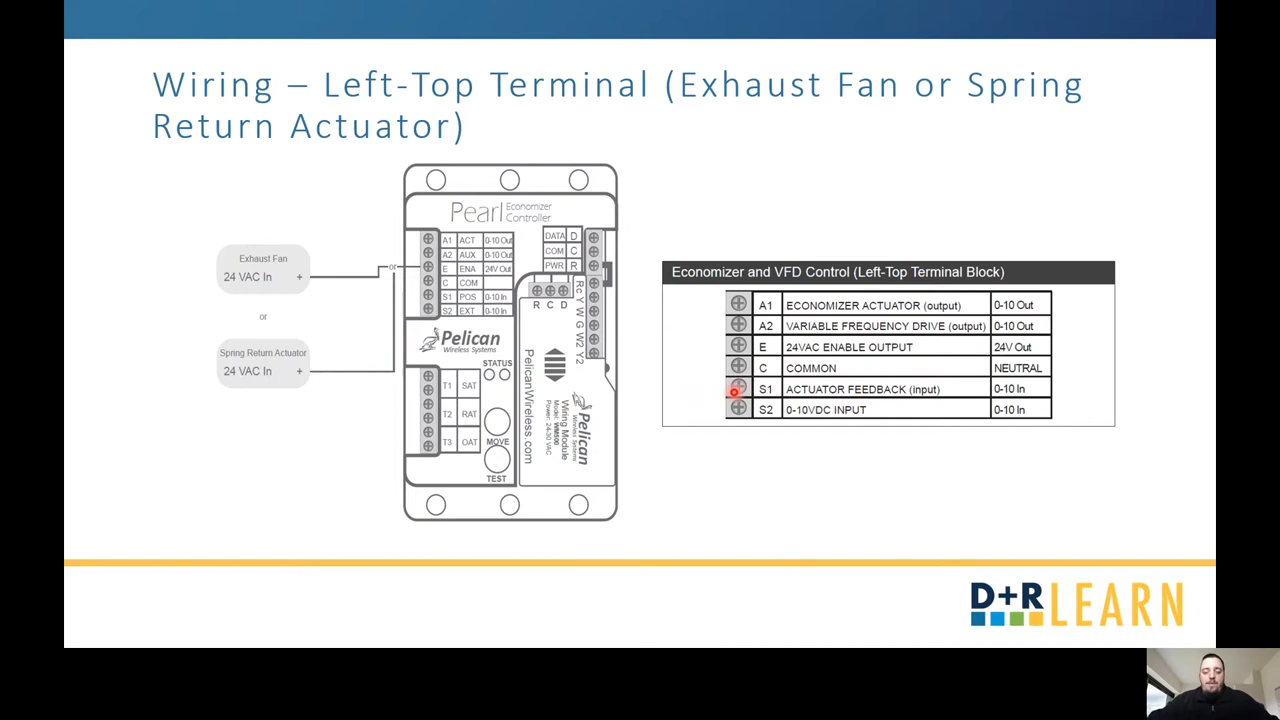 Wiring – Left-Top Terminal (Exhaust Fan or Spring
Return Actuator)
Exhaust Fan
24 VAC In +
or
Spring Return Actuator
24 VAC In +
or
Pearl Economizer
Controller
A1 ACT 0-10 Out
A2 AUX 0-10 Out
E ENA 24V Out
C COM
S1 POS 0-10 In
S2 EXT 0-10 In
DATA D
COM C
PWR R
R C D
Rc Y W G W2 Y2
Pelican
Wireless Systems
STATUS
T1 SAT
T2 RAT
T3 OAT
MOVE
TEST
PelicanWireless.com
Wiring Module
Model: WM500
Power: 24-30 VAC
Pelican
Wireless Systems
Economizer and VFD Control (Left-Top Terminal Block)
A1 ECONOMIZER ACTUATOR (output) 0-10 Out
A2 VARIABLE FREQUENCY DRIVE (output) 0-10 Out
E 24VAC ENABLE OUTPUT 24V Out
C COMMON NEUTRAL
S1 ACTUATOR FEEDBACK (input) 0-10 In
S2 0-10VDC INPUT 0-10 In
D+R LEARN